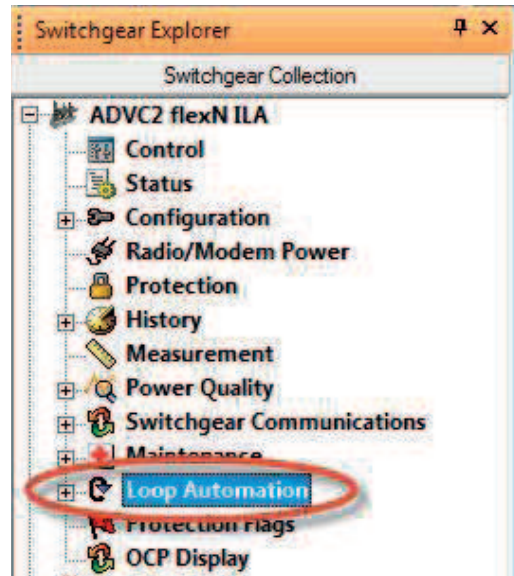 Switchgear Explorer
Switchgear Collection
ADVC2 flexN ILA
Control
Status
Configuration
Radio/Modem Power
Protection
History
Measurement
Power Quality
Switchgear Communications
Maintenance
Loop Automation
Protection Flags
OCP Display